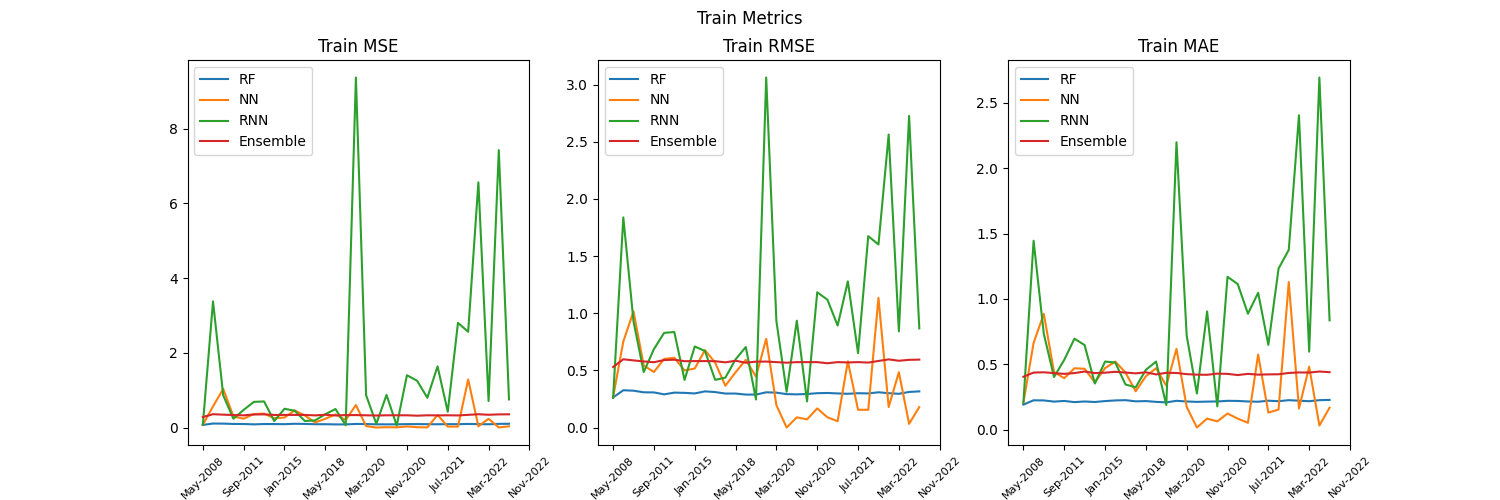 Train Metrics
Train MSE
RF
NN
RNN
Ensemble
8
6
4
2
0
May-2008
Sep-2011
Jan-2015
May-2018
Mar-2020
Nov-2020
Jul-2021
Mar-2022
Nov-2022
Train RMSE
RF
NN
RNN
Ensemble
3.0
2.5
2.0
1.5
1.0
0.5
0.0
May-2008
Sep-2011
Jan-2015
May-2018
Mar-2020
Nov-2020
Jul-2021
Mar-2022
Nov-2022
Train MAE
RF
NN
RNN
Ensemble
2.5
2.0
1.5
1.0
0.5
0.0
May-2008
Sep-2011
Jan-2015
May-2018
Mar-2020
Nov-2020
Jul-2021
Mar-2022
Nov-2022